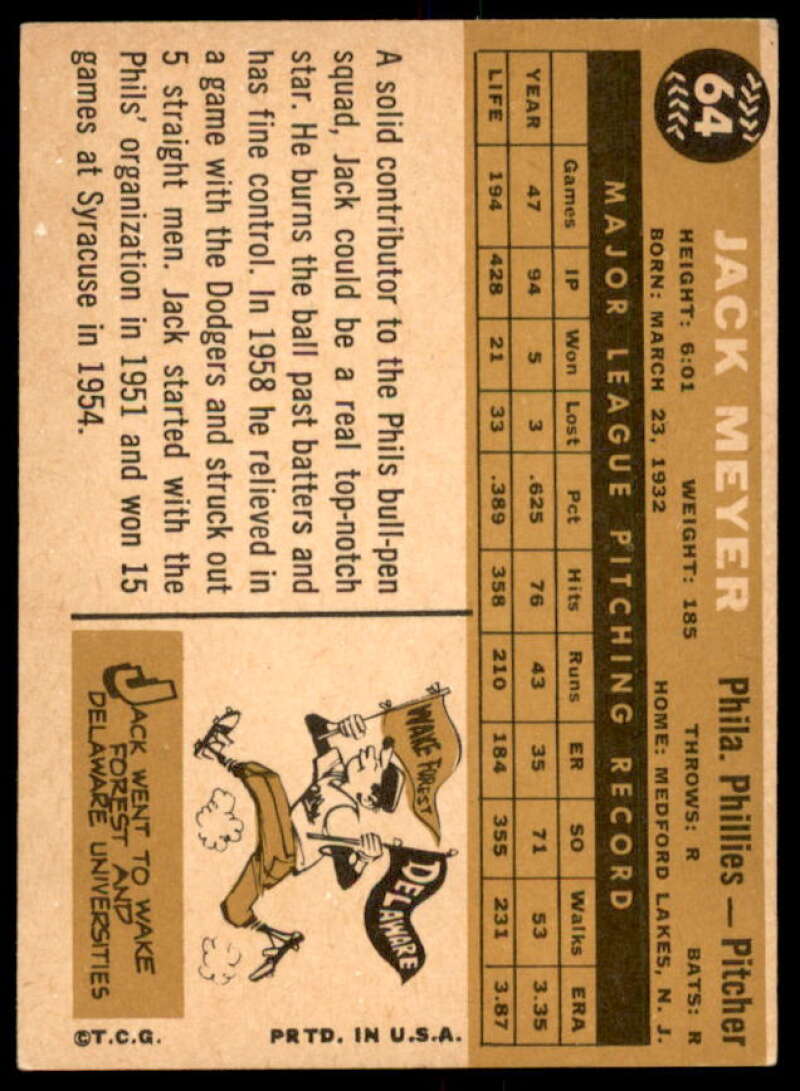 64
JACK MEYER
Phila. Phillies — Pitcher
HEIGHT: 6:01 WEIGHT: 185 THROWS: R BATS: R
BORN: MARCH 23, 1932 HOME: MEDFORD LAKES, N. J.
MAJOR LEAGUE PITCHING RECORD
Games IP Won Lost Pct Hits Runs ER SO Walks ERA
YEAR 47 94 5 3 .625 76 43 35 71 53 3.35
LIFE 194 428 21 33 .389 358 210 184 355 231 3.87
A solid contributor to the Phils bull-pen
squad, Jack could be a real top-notch
star. He burns the ball past batters and
has fine control. In 1958 he relieved in
a game with the Dodgers and struck out
5 straight men. Jack started with the
Phils' organization in 1951 and won 15
games at Syracuse in 1954.
WAKE FOREST
DELAWARE
JACK WENT TO WAKE
FOREST AND
DELAWARE UNIVERSITIES
©T.C.G.
PRTD. IN U.S.A.